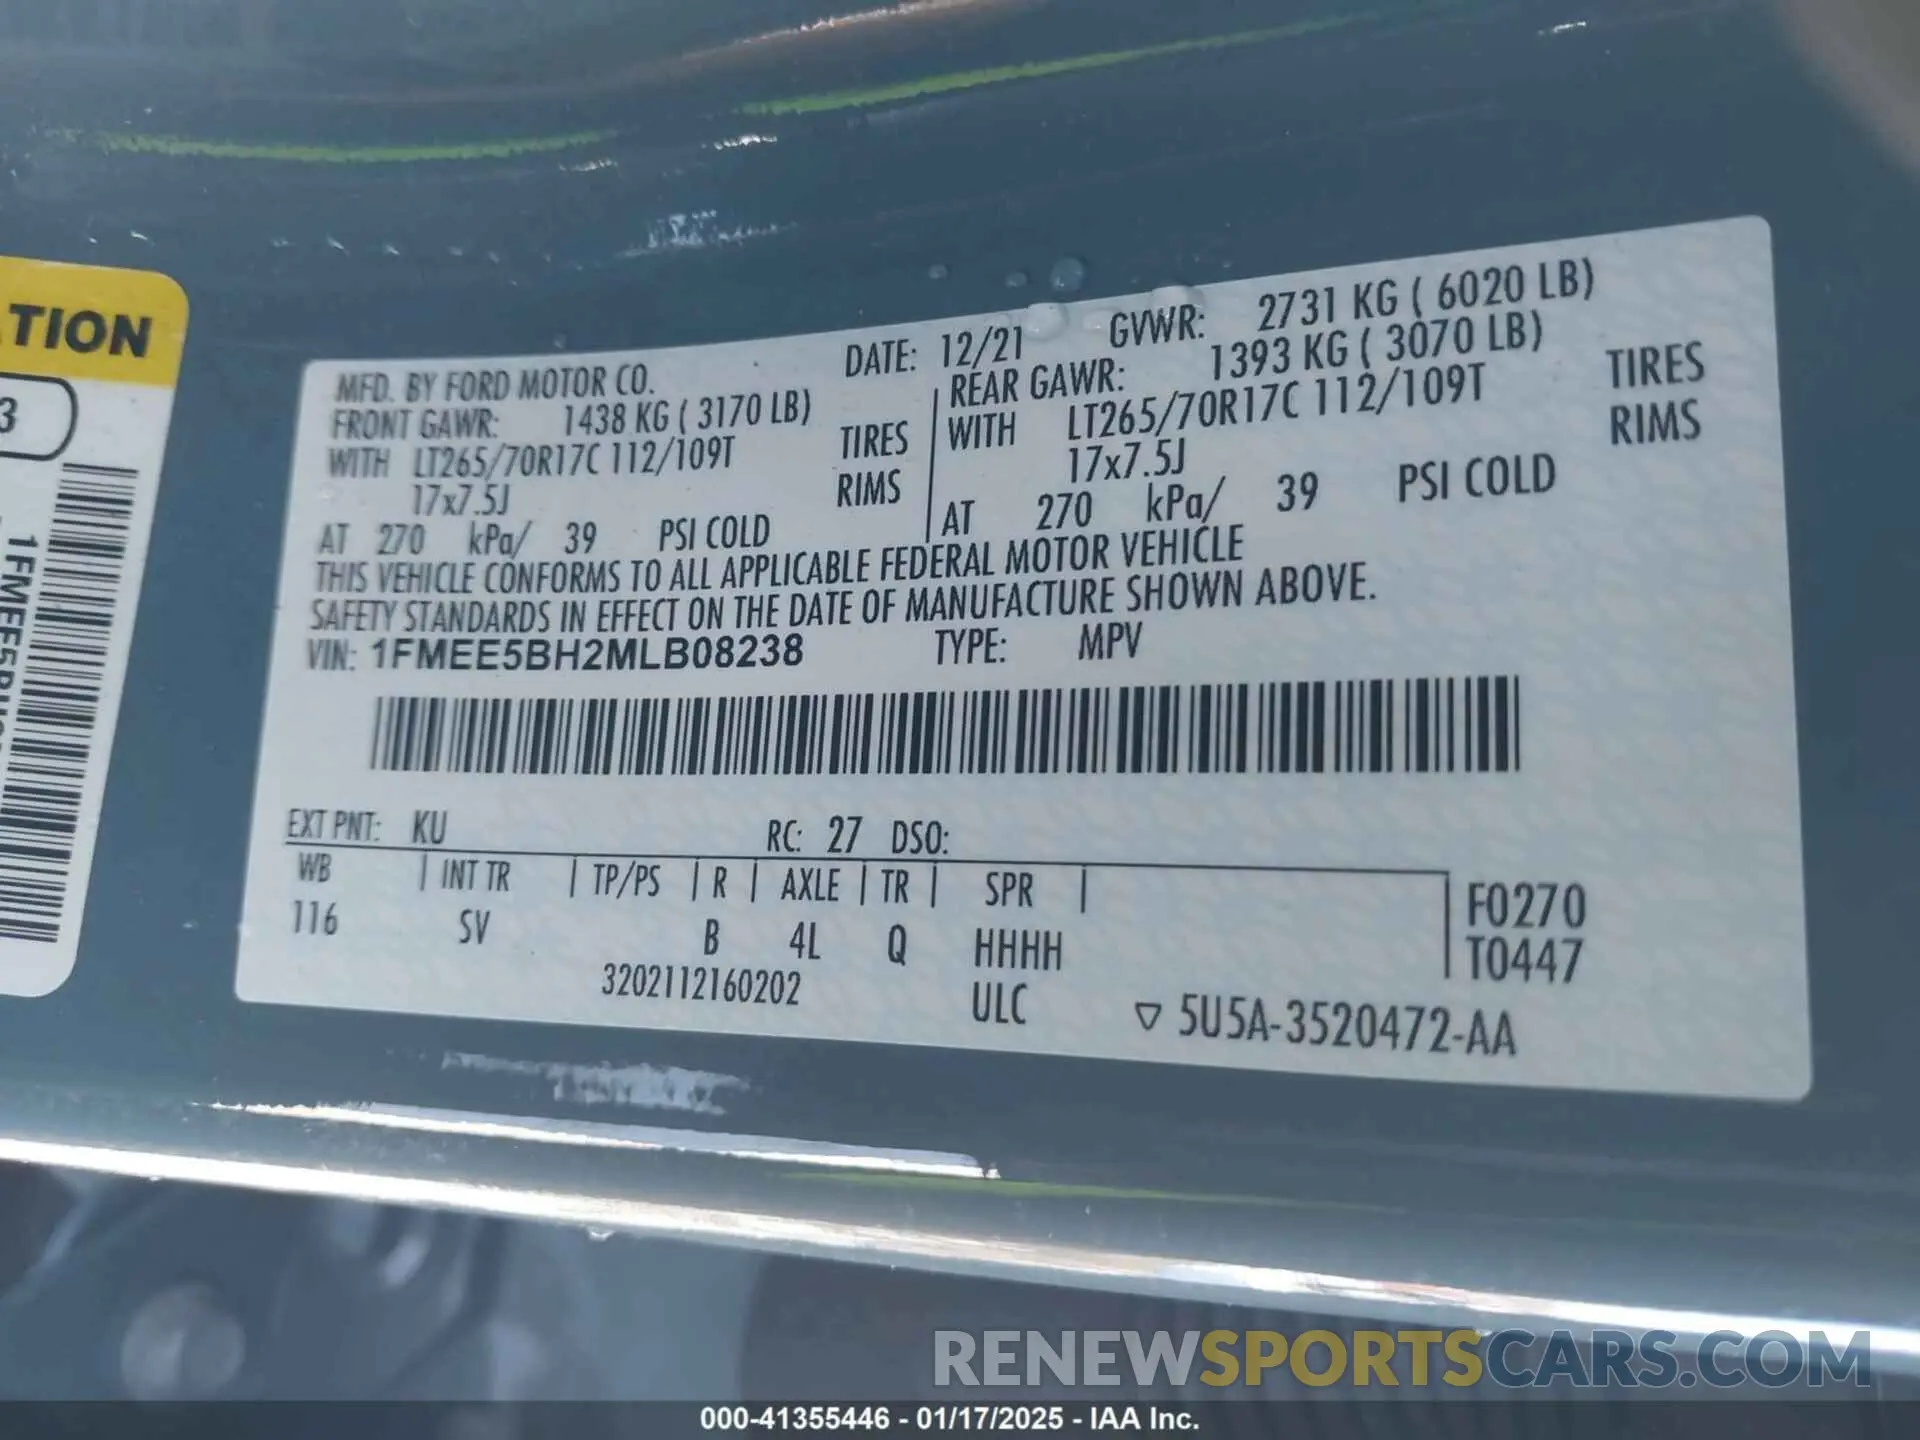 TION
3
1FMEE5BH2
MFD. BY FORD MOTOR CO.
DATE: 12/21 GVWR: 2731 KG ( 6020 LB)
FRONT GAWR: 1438 KG ( 3170 LB)
WITH LT265/70R17C 112/109T TIRES
17x7.5J RIMS
AT 270 kPa/ 39 PSI COLD
REAR GAWR: 1393 KG ( 3070 LB)
WITH LT265/70R17C 112/109T TIRES
17x7.5J RIMS
AT 270 kPa/ 39 PSI COLD
THIS VEHICLE CONFORMS TO ALL APPLICABLE FEDERAL MOTOR VEHICLE
SAFETY STANDARDS IN EFFECT ON THE DATE OF MANUFACTURE SHOWN ABOVE.
VIN: 1FMEE5BH2MLB08238 TYPE: MPV
EXT PNT: KU RC: 27 DSO:
WB | INT TR | TP/PS | R | AXLE | TR | SPR |
116 SV B 4L Q HHHH
F0270
T0447
3202112160202 ULC ▽ 5U5A-3520472-AA
RENEWSPORTSCARS.COM
000-41355446 - 01/17/2025 - IAA Inc.